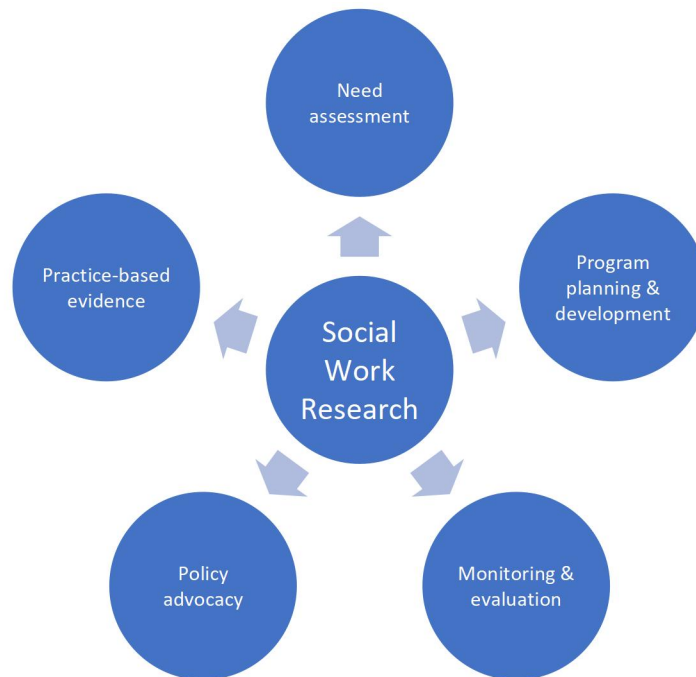 Need
assessment
Program
planning &
development
Monitoring &
evaluation
Policy
advocacy
Practice-based
evidence
Social
Work
Research